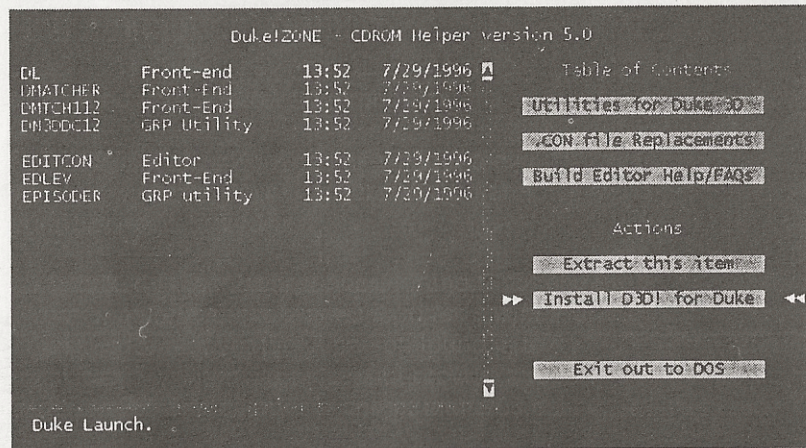 Duke!ZONE - CDROM Helper version 5.0
DL Front-end 13:52 7/29/1996
DMATCHER Front-End 13:52 7/29/1996
DMTCH112 Front-End 13:52 7/29/1996
DN3DDC12 GRP Utility 13:52 7/29/1996
EDITCON Editor 13:52 7/29/1996
EDLEV Front-End 13:52 7/29/1996
EPISODER GRP utility 13:52 7/29/1996
Table of Contents
Utilities for Duke 3D
.CON file Replacements
Build Editor Help/FAQs
Actions
Extract this item
Install D3D! for Duke
Exit out to DOS
Duke Launch.